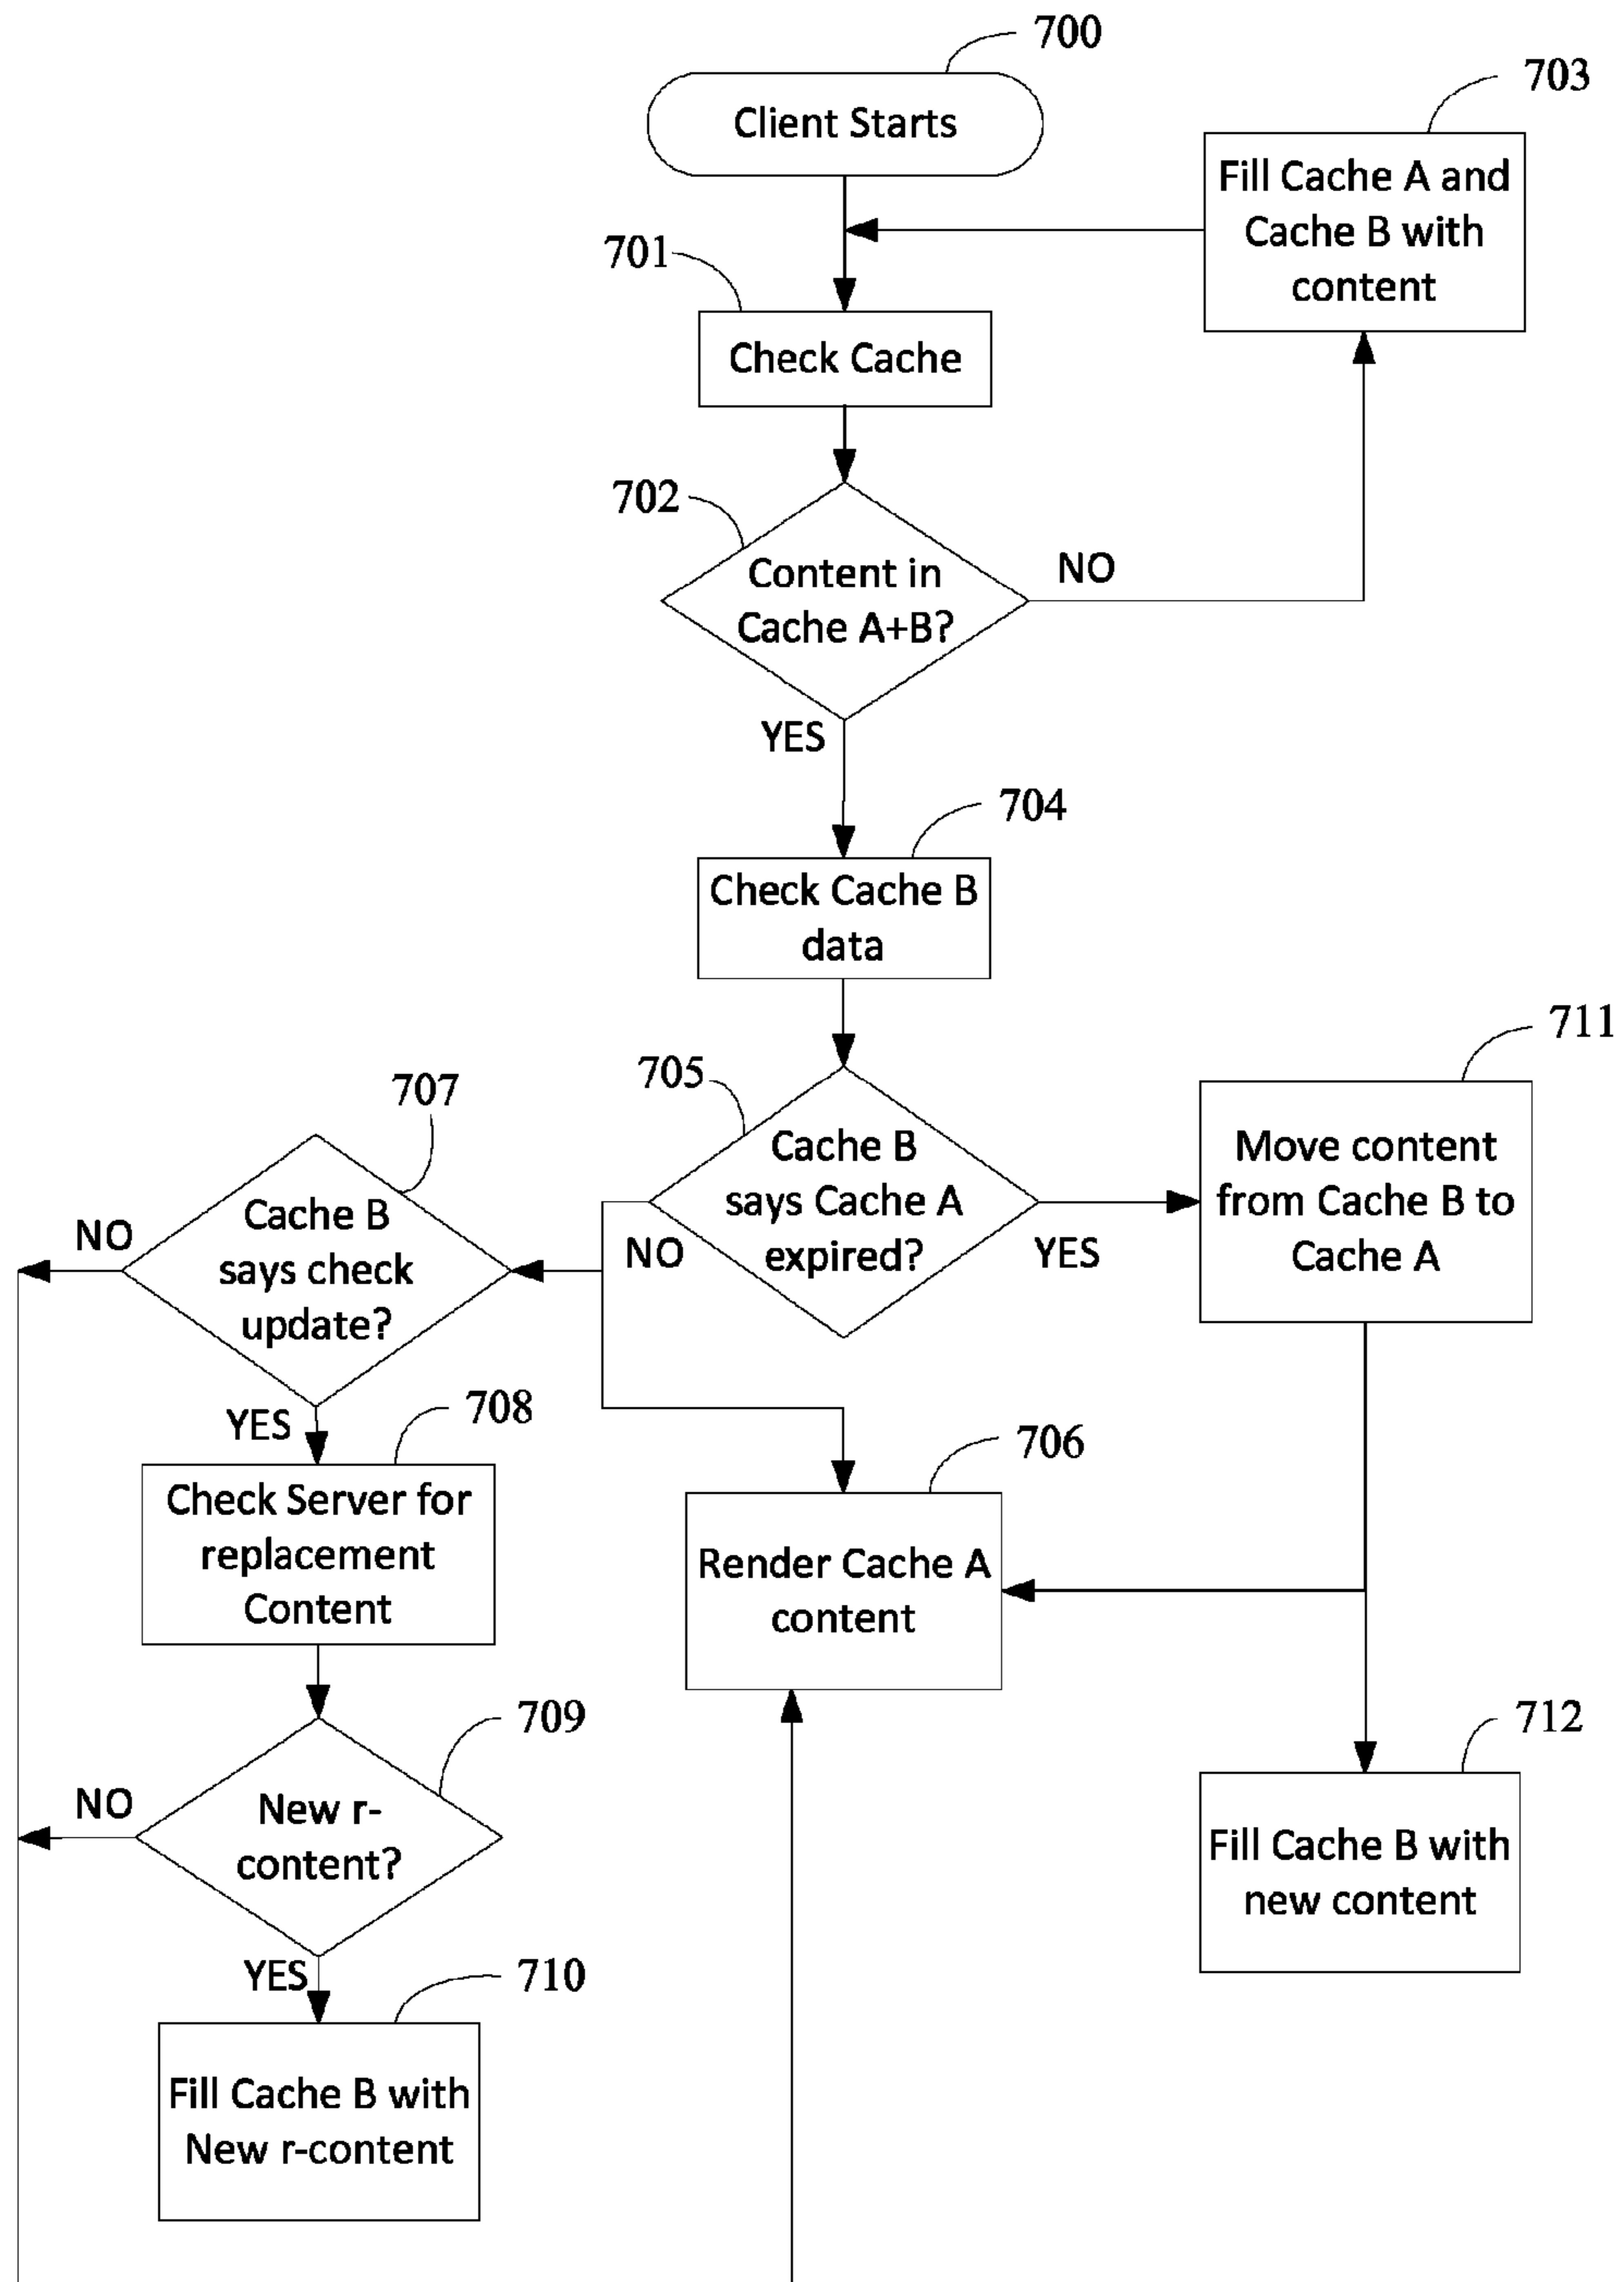 700
Client Starts
703
Fill Cache A and
Cache B with
content
701
Check Cache
702
Content in
Cache A+B?
NO
YES
704
Check Cache B
data
705
Cache B
says Cache A
expired?
NO
YES
711
Move content
from Cache B to
Cache A
707
Cache B
says check
update?
NO
YES
708
Check Server for
replacement
Content
706
Render Cache A
content
709
New r-
content?
NO
YES
712
Fill Cache B with
new content
710
Fill Cache B with
New r-content